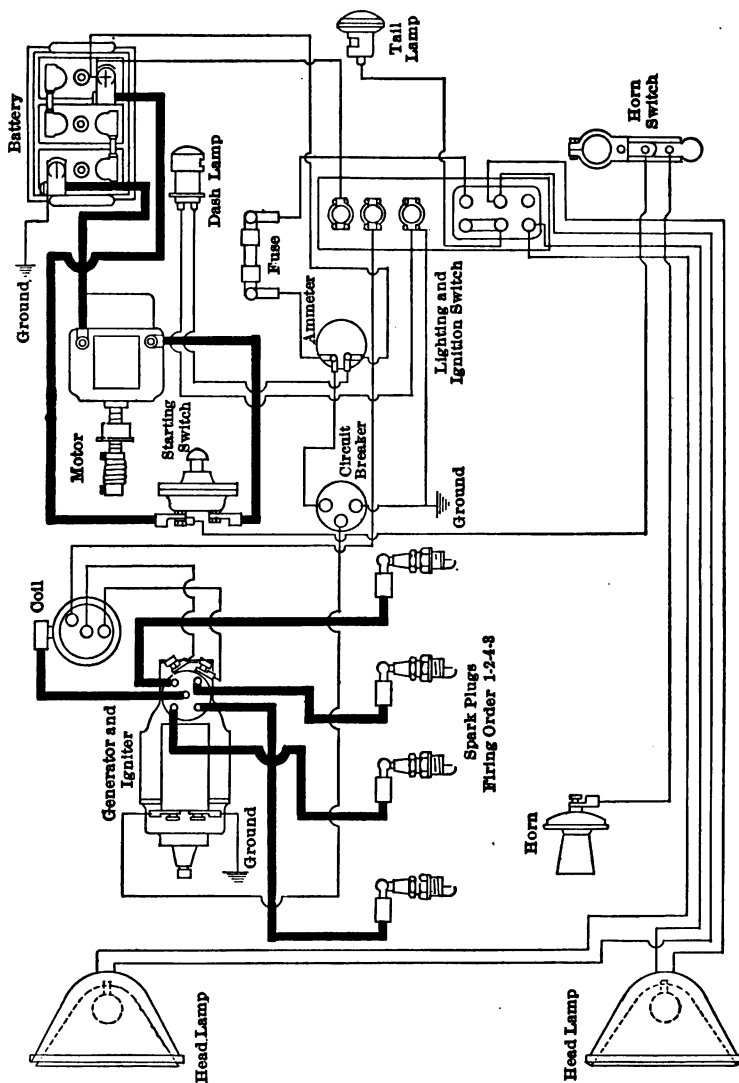 Battery
Ground
Coil
Motor
Generator and
Igniter
Starting
Switch
Head Lamp
Dash Lamp
Ground
Fuse
Ammeter
Circuit
Breaker
Tail
Lamp
Lighting and
Ignition Switch
Ground
Spark Plugs
Firing Order 1-2-4-3
Horn
Head Lamp
Horn
Switch